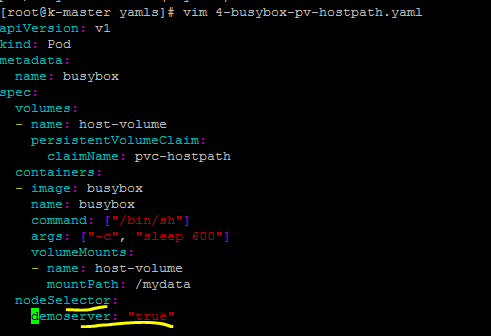 [root@k-master yamls]# vim 4-busybox-pv-hostpath.yaml
apiVersion: v1
kind: Pod
metadata:
  name: busybox
spec:
  volumes:
  - name: host-volume
    persistentVolumeClaim:
      claimName: pvc-hostpath
  containers:
  - image: busybox
    name: busybox
    command: ["/bin/sh"]
    args: ["-c", "sleep 600"]
    volumeMounts:
    - name: host-volume
      mountPath: /mydata
  nodeSelector:
    demoserver: "true"